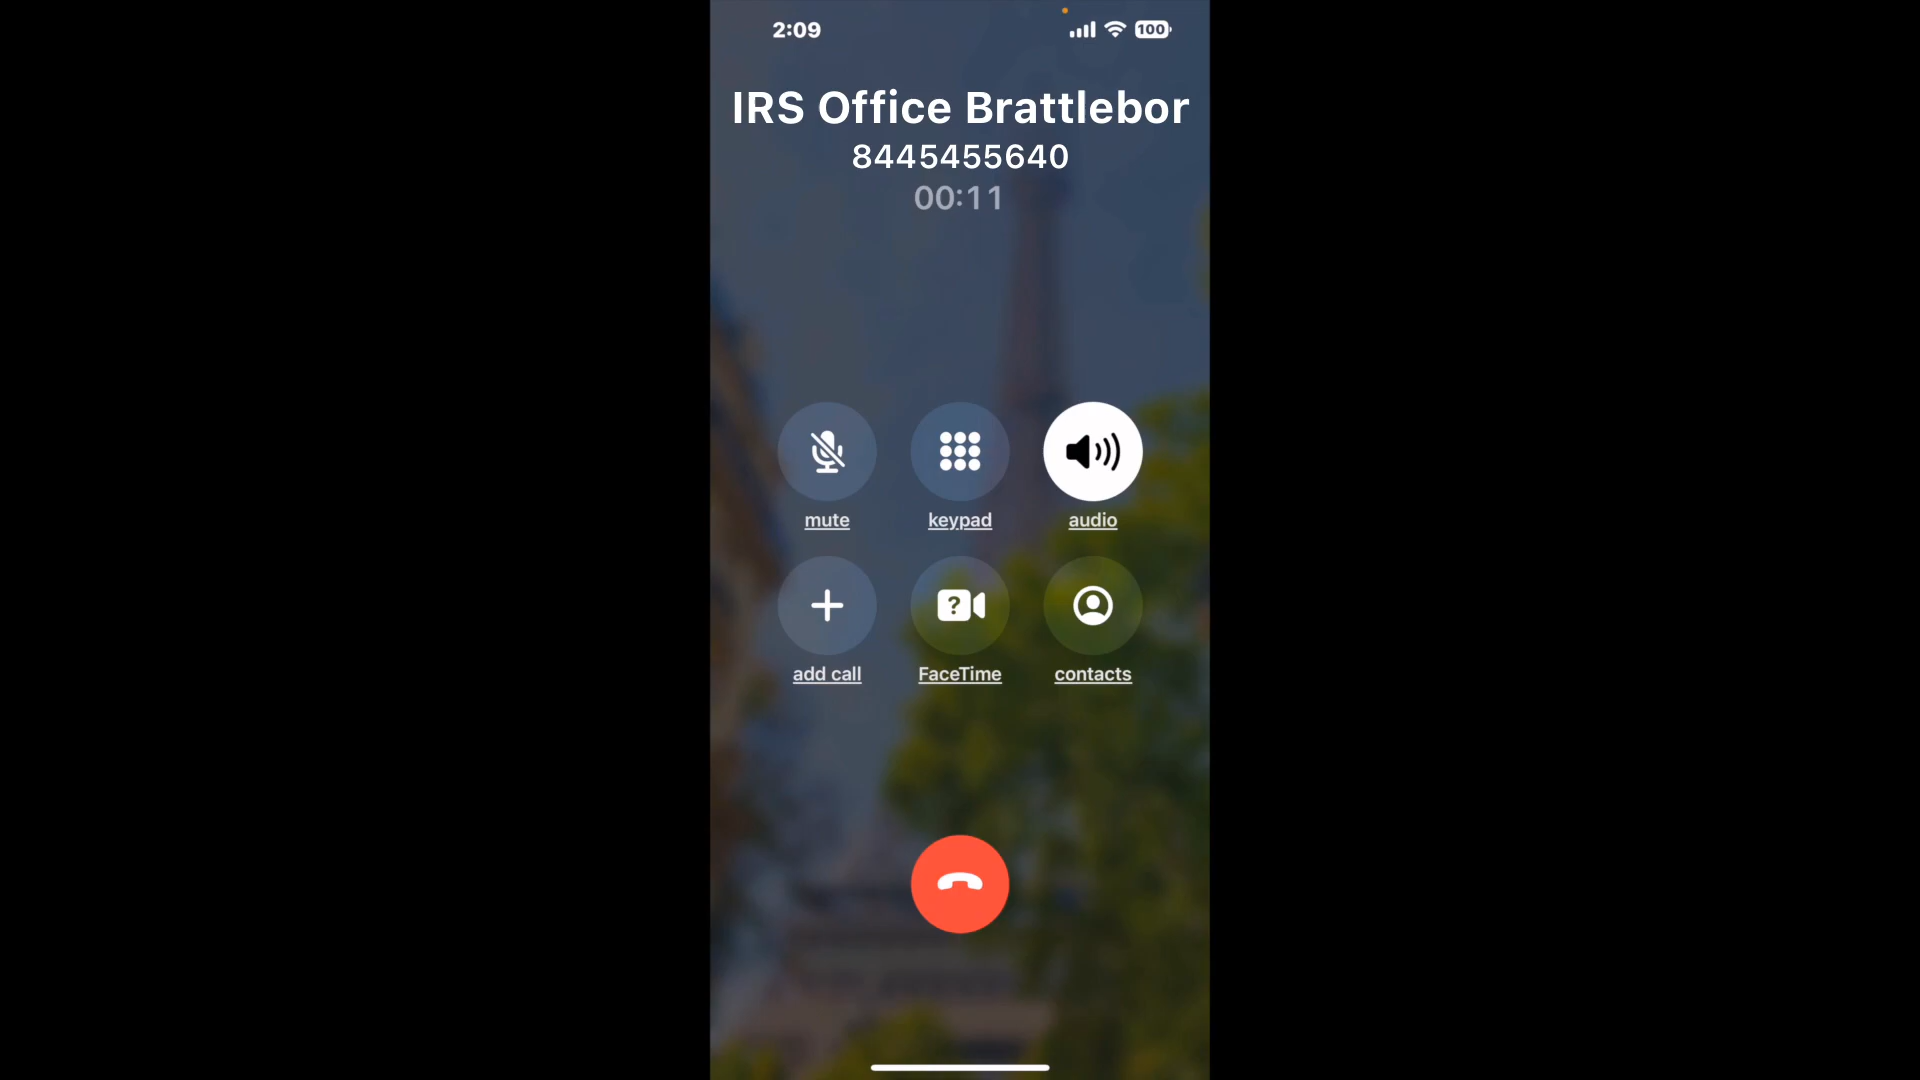 2:09
100
IRS Office Brattlebor
8445455640
00:11
mute
keypad
audio
?
add call
FaceTime
contacts